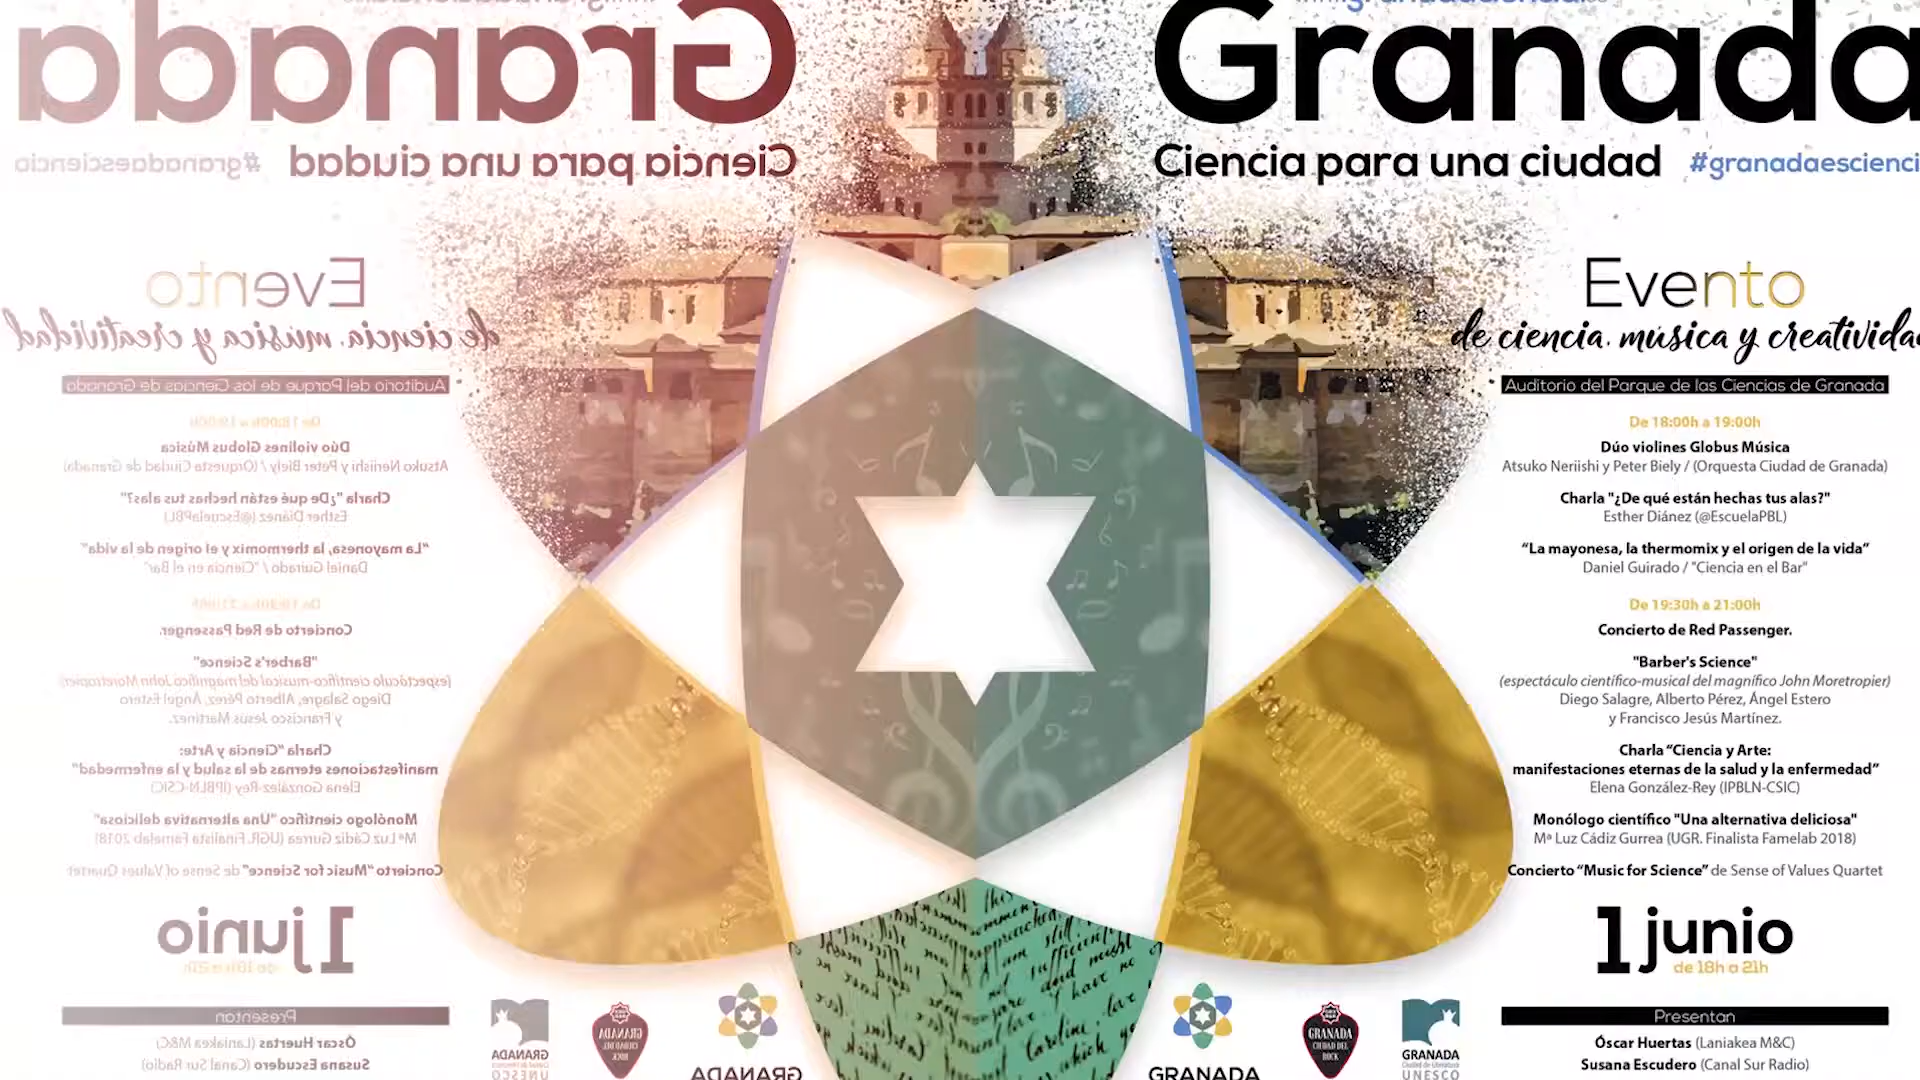 Granada
Ciencia para una ciudad #granadaescienci
Evento
de ciencia, música y creativida
Auditorio del Parque de las Ciencias de Granada
De 18:00h a 19:00h
Dúo violines Globus Música
Atsuko Neriishi y Peter Biely / (Orquesta Ciudad de Granada)
Charla "¿De qué están hechas tus alas?"
Esther Diánez (@EscuelaPBL)
“La mayonesa, la thermomix y el origen de la vida”
Daniel Guirado / "Ciencia en el Bar"
De 19:30h a 21:00h
Concierto de Red Passenger.
"Barber's Science"
(espectáculo científico-musical del magnífico John Moretropier)
Diego Salagre, Alberto Pérez, Ángel Estero
y Francisco Jesús Martínez.
Charla “Ciencia y Arte:
manifestaciones eternas de la salud y la enfermedad”
Elena González-Rey (IPBLN-CSIC)
Monólogo científico "Una alternativa deliciosa"
Mª Luz Cádiz Gurrea (UGR. Finalista Famelab 2018)
Concierto “Music for Science” de Sense of Values Quartet
1 junio
de 18h a 21h
Presentan
Óscar Huertas (Laniakea M&C)
Susana Escudero (Canal Sur Radio)
GRANADA
GRANADA
CIUDAD DEL
ROCK
GRANADA
Ciudad de Literatura
UNESCO